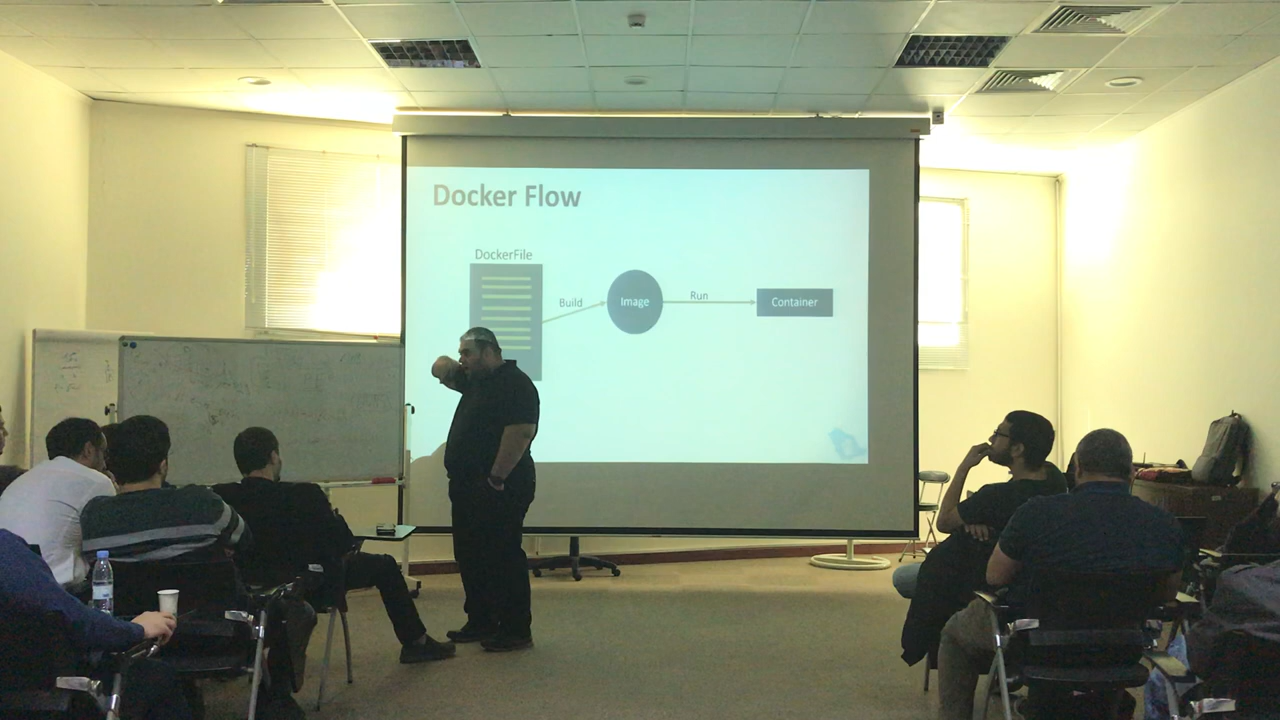 Docker Flow
DockerFile
Build
Image
Run
Container